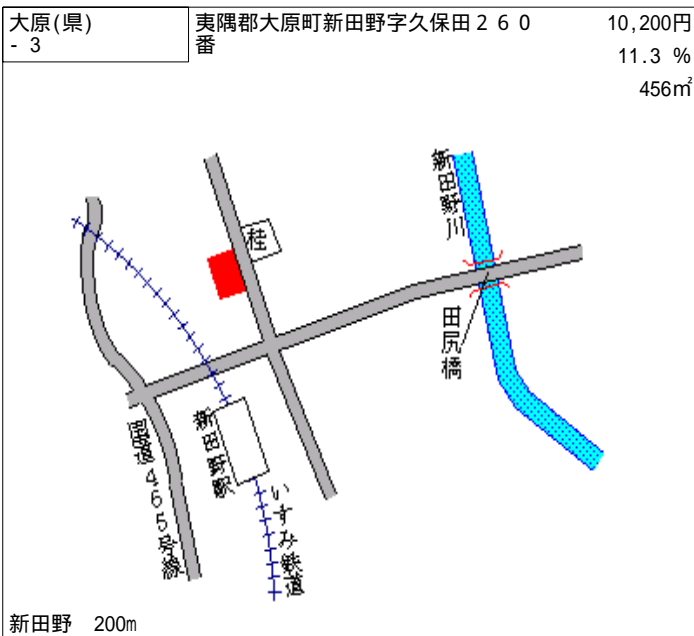 大原(県)
- 3
夷隅郡大原町新田野字久保田２６０
番
10,200円
11.3 %
456㎡
桂
新田野川
田尻橋
新田野駅
国道４６５号線
いすみ鉄道
新田野 200m